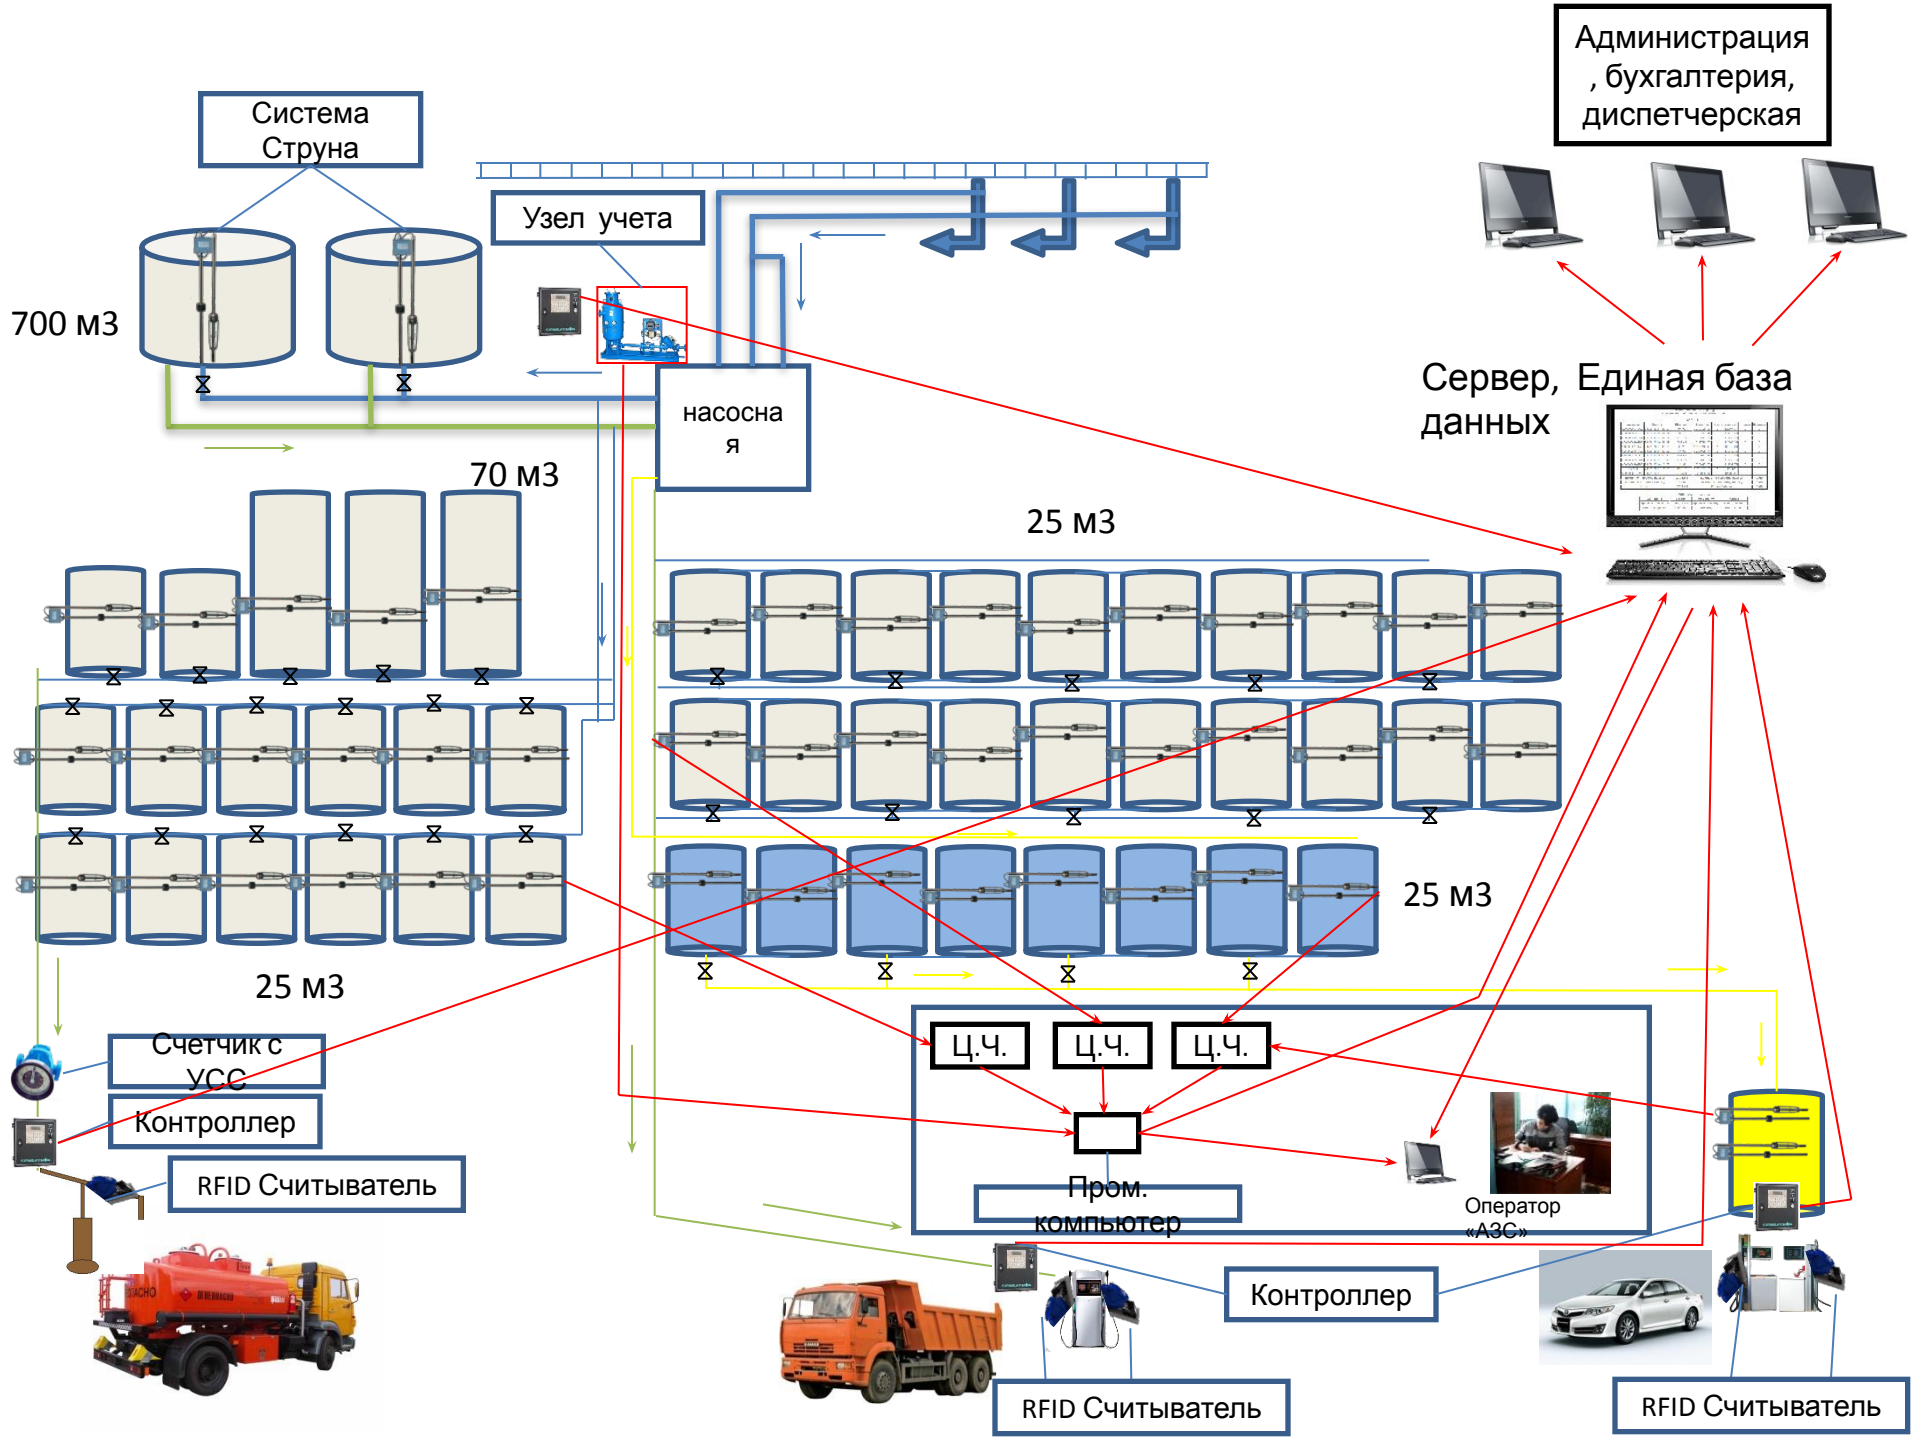 Администрация
, бухгалтерия,
диспетчерская
Система
Струна
Узел учета
700 м3
насосна
я
Сервер, Единая база
данных
70 м3
25 м3
25 м3
25 м3
Ц.Ч.
Ц.Ч.
Ц.Ч.
Счетчик с
УСС
Контроллер
RFID Считыватель
Пром.
компьютер
Оператор
«АЗС»
Контроллер
RFID Считыватель
RFID Считыватель